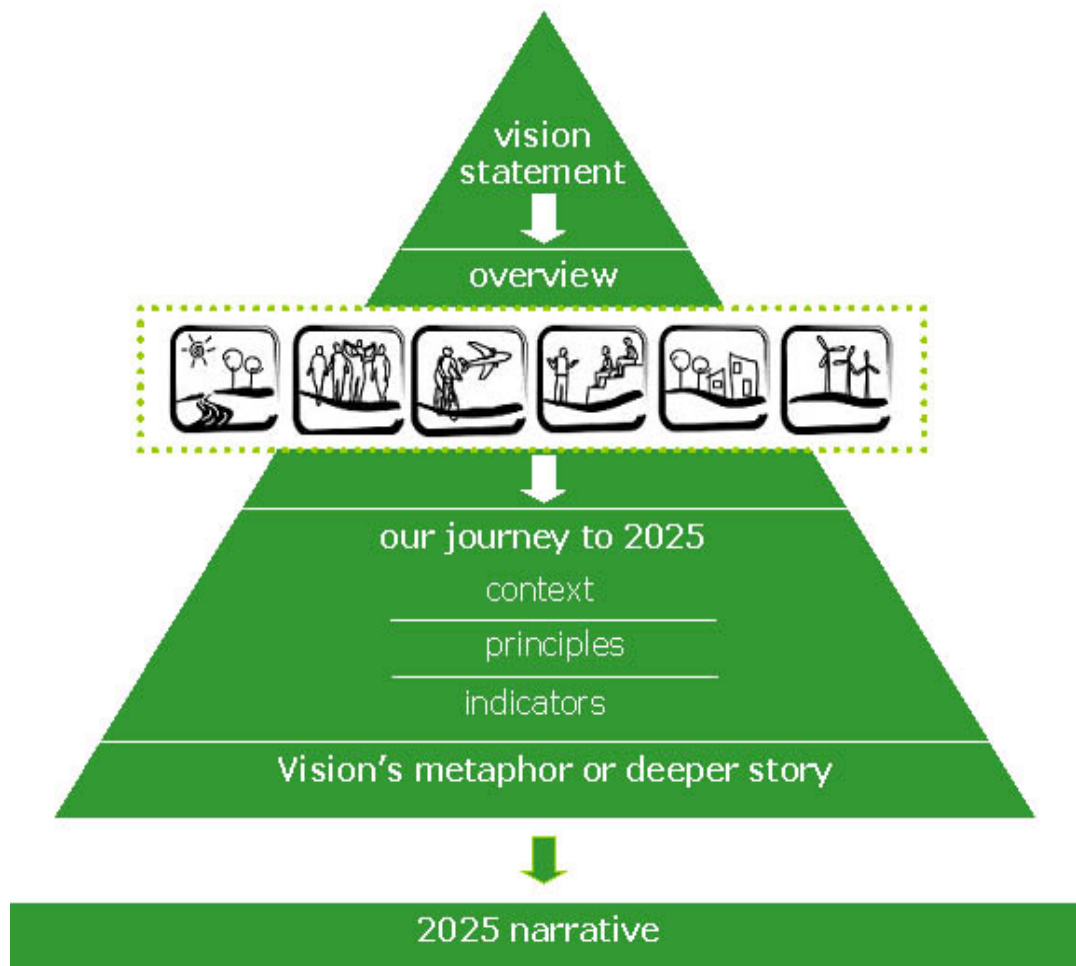 vision
statement
overview
our journey to 2025
context
principles
indicators
Vision's metaphor or deeper story
2025 narrative